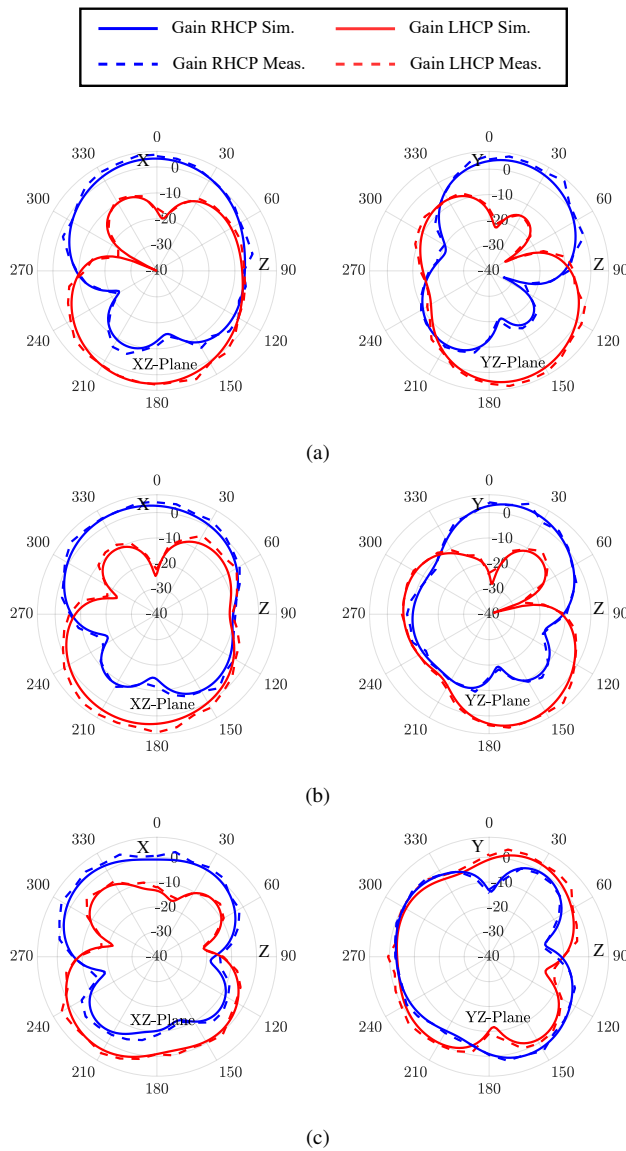 Gain RHCP Sim. Gain LHCP Sim.
Gain RHCP Meas. Gain LHCP Meas.
0 0
330 X 0 30 330 Y 0 30
300 -10 60 300 -10 60
-20 -20
-30 -30
270 -40 Z 90 270 -40 Z 90
240 120 240 120
210 XZ-Plane 150 210 YZ-Plane 150
180 180
(a)
0 0
330 X 0 30 330 Y 0 30
300 -10 60 300 -10 60
-20 -20
-30 -30
270 -40 Z 90 270 -40 Z 90
240 120 240 120
210 XZ-Plane 150 210 YZ-Plane 150
180 180
(b)
0 0
330 X 0 30 330 Y 0 30
300 -10 60 300 -10 60
-20 -20
-30 -30
270 -40 Z 90 270 -40 Z 90
240 120 240 120
XZ-Plane YZ-Plane
210 150 210 150
180 180
(c)